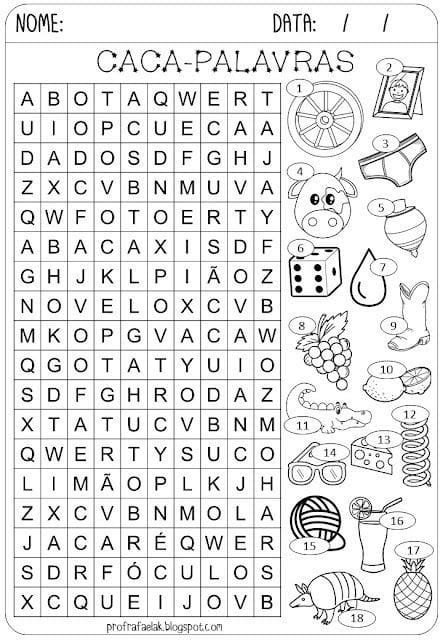 NOME: DATA: / /
CACA-PALAVRAS
A B O T A Q W E R T
U I O P C U E C A A
D A D O S D F G H J
Z X C V B N M U V A
Q W F O T O E R T Y
A B A C A X I S D F
G H J K L P I Ã O Z
N O V E L O X C V B
M K O P G V A C A W
Q G O T A T Y U I O
S D F G H R O D A Z
X T A T U C V B N M
Q W E R T Y S U C O
L I M Ã O P L K J H
Z X C V B N M O L A
J A C A R É Q W E R
S D R F Ó C U L O S
X C Q U E I J O V B
1
2
3
4
5
6
7
8
9
10
11
12
13
14
15
16
17
18
profrafaelak.blogspot.com